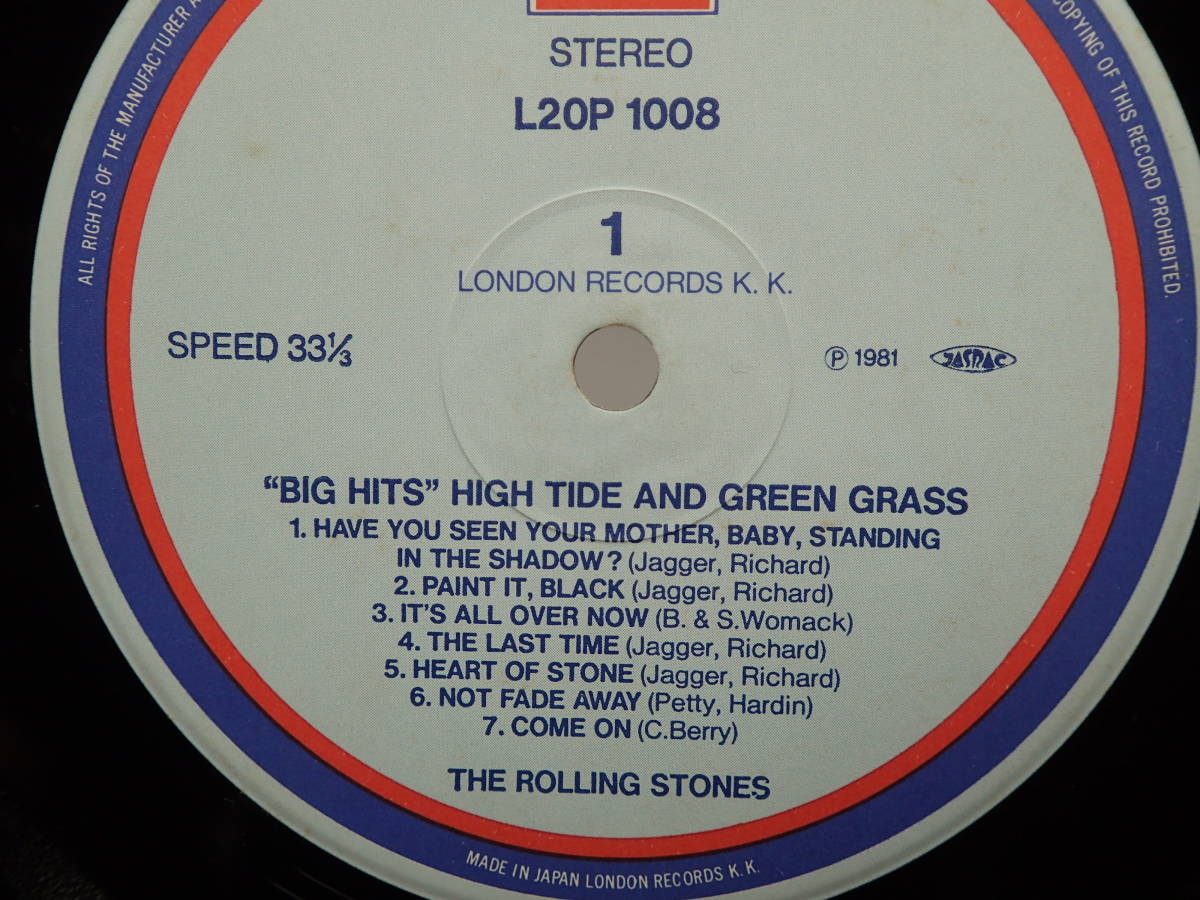 STEREO
L20P 1008
1
LONDON RECORDS K. K.
SPEED 33⅓
Ⓟ 1981
JASRAC
“BIG HITS” HIGH TIDE AND GREEN GRASS
1. HAVE YOU SEEN YOUR MOTHER, BABY, STANDING
IN THE SHADOW? (Jagger, Richard)
2. PAINT IT, BLACK (Jagger, Richard)
3. IT'S ALL OVER NOW (B. & S.Womack)
4. THE LAST TIME (Jagger, Richard)
5. HEART OF STONE (Jagger, Richard)
6. NOT FADE AWAY (Petty, Hardin)
7. COME ON (C.Berry)
THE ROLLING STONES
ALL RIGHTS OF THE MANUFACTURER
COPYING OF THIS RECORD PROHIBITED.
MADE IN JAPAN LONDON RECORDS K. K.